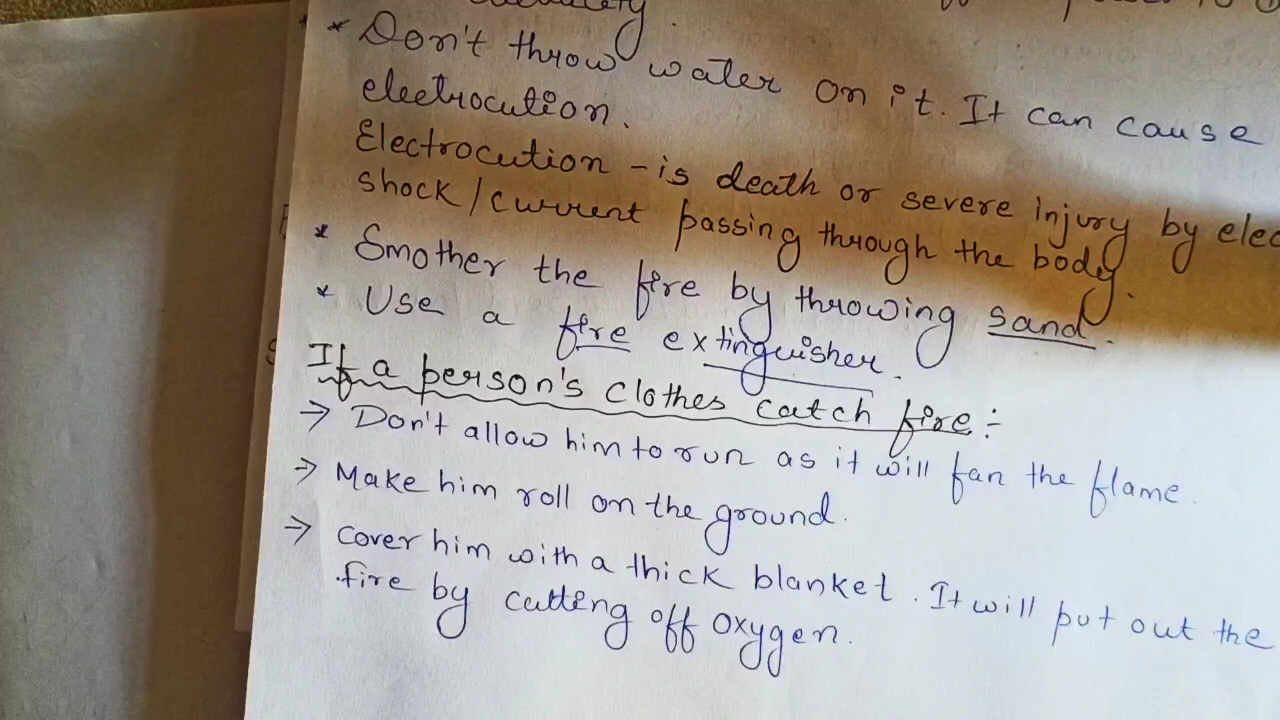 * Don't throw water on it. It can cause
electrocution.
Electrocution - is death or severe injury by elec
shock/current passing through the body.
* Smother the fire by throwing sand.
* Use a fire extinguisher.
If a person's clothes catch fire:-
→ Don't allow him to run as it will fan the flame.
→ Make him roll on the ground.
→ Cover him with a thick blanket. It will put out the
fire by cutting off oxygen.